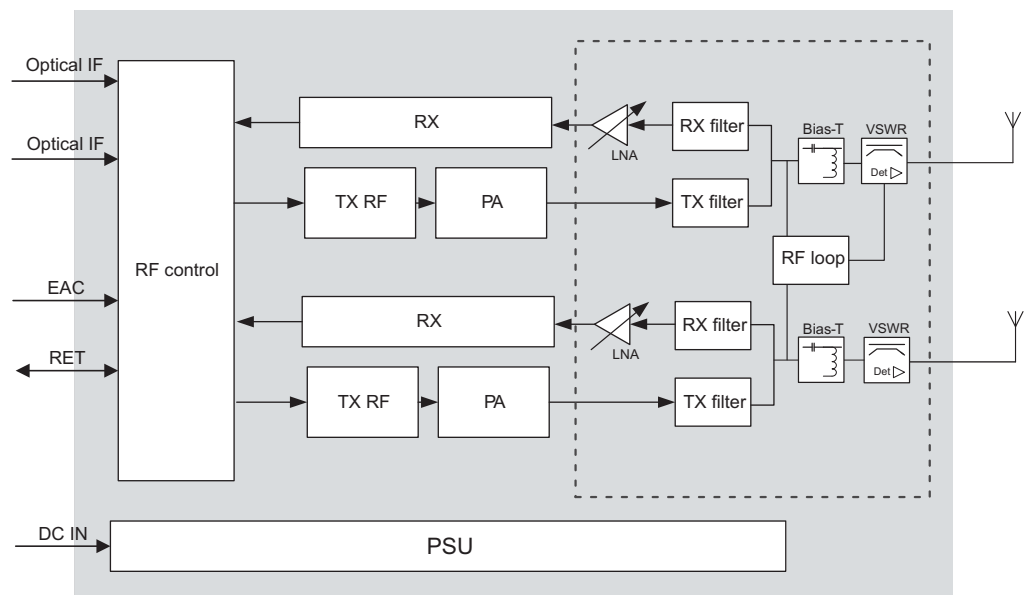 Optical IF
Optical IF
EAC
RET
DC IN
RF control
RX
LNA
RX filter
Bias-T
VSWR
Det
TX RF
PA
TX filter
RF loop
RX
LNA
RX filter
Bias-T
VSWR
Det
TX RF
PA
TX filter
PSU